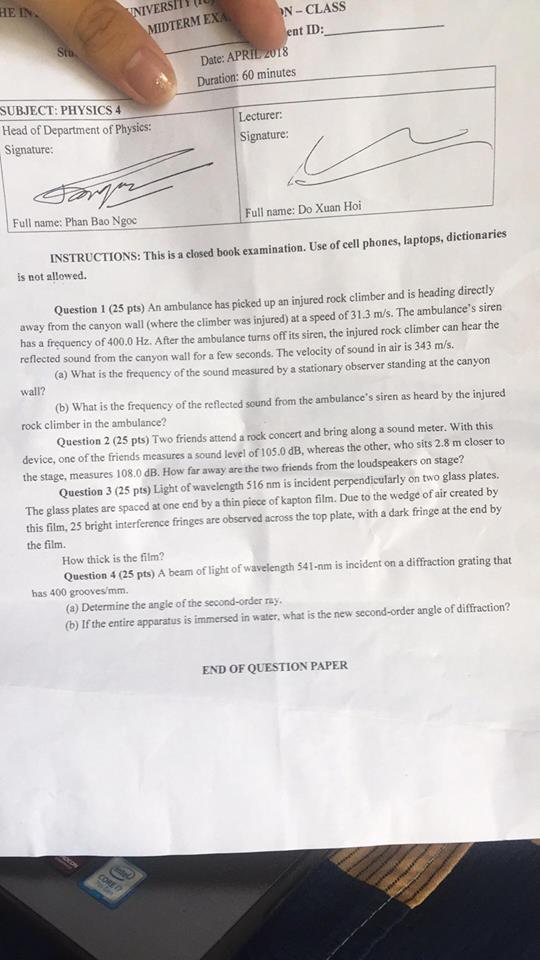 UNIVERSITY
MIDTERM
ON – CLASS
ent ID:
Date: APRIL 2018
Duration: 60 minutes
SUBJECT: PHYSICS 4
Head of Department of Physics:
Signature:
Full name: Phan Bao Ngoc
Lecturer:
Signature:
Full name: Do Xuan Hoi
INSTRUCTIONS: This is a closed book examination. Use of cell phones, laptops, dictionaries
is not allowed.
Question 1 (25 pts) An ambulance has picked up an injured rock climber and is heading directly
away from the canyon wall (where the climber was injured) at a speed of 31.3 m/s. The ambulance's siren
has a frequency of 400.0 Hz. After the ambulance turns off its siren, the injured rock climber can hear the
reflected sound from the canyon wall for a few seconds. The velocity of sound in air is 343 m/s.
(a) What is the frequency of the sound measured by a stationary observer standing at the canyon
wall?
(b) What is the frequency of the reflected sound from the ambulance's siren as heard by the injured
rock climber in the ambulance?
Question 2 (25 pts) Two friends attend a rock concert and bring along a sound meter. With this
device, one of the friends measures a sound level of 105.0 dB, whereas the other, who sits 2.8 m closer to
the stage, measures 108.0 dB. How far away are the two friends from the loudspeakers on stage?
Question 3 (25 pts) Light of wavelength 516 nm is incident perpendicularly on two glass plates.
The glass plates are spaced at one end by a thin piece of kapton film. Due to the wedge of air created by
this film, 25 bright interference fringes are observed across the top plate, with a dark fringe at the end by
the film.
How thick is the film?
Question 4 (25 pts) A beam of light of wavelength 541-nm is incident on a diffraction grating that
has 400 grooves/mm.
(a) Determine the angle of the second-order ray.
(b) If the entire apparatus is immersed in water, what is the new second-order angle of diffraction?
END OF QUESTION PAPER
intel
CORE i7